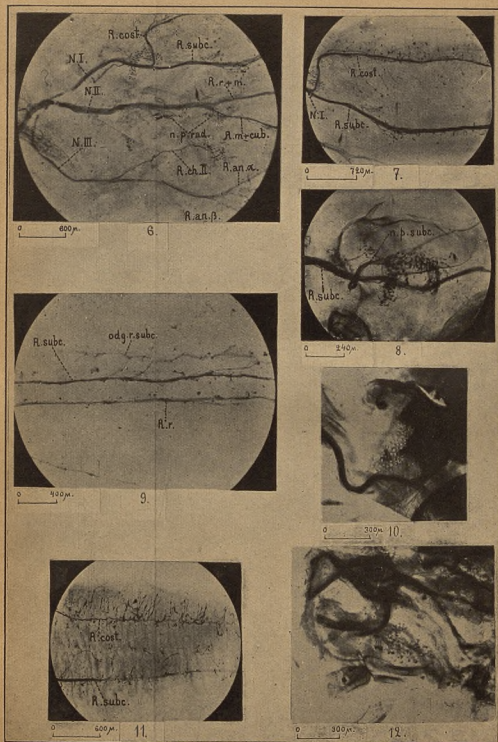 R.cost.
R.subc.
N.I.
R.r+m.
N.II.
n.p.rad.
R.m+cub.
N.III.
R.ch.II.
R.an.α.
R.an.β.
0 600μ.
6.
R.cost.
N.I.
R.subc.
0 720μ.
7.
n.p.subc.
R.subc.
0 240μ.
8.
R.subc.
odg.r.subc.
R.r.
0 400μ.
9.
0 300μ.
10.
R.cost.
R.subc.
0 600μ.
11.
0 300μ.
12.